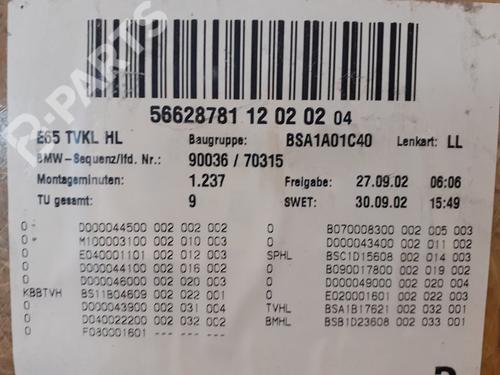 B-PARTS
56628781 12 02 02 04
E65 TVKL HL Baugruppe: BSA1A01C40 Lenkart: LL
BMW-Sequenz/lfd. Nr.: 90036 / 70315
Montageminuten: 1.237 Freigabe: 27.09.02 06:06
TU gesamt: 9 SWET: 30.09.02 15:49
0- D000044500 002 002 002 0 B070008300 002 005 003
0- M100003100 002 010 003 0 D000043400 002 011 002
0 ED40001101 002 012 003 SPHL BSC1D15608 002 014 003
0 D000044100 002 016 002 0 B090017800 002 019 002
0 D000046000 002 020 003 0 D000049000 002 020 004
KBBTVH BS11B04609 002 022 001 0 E020001601 002 022 003
0 D000043900 002 031 004 TVHL BSA1B17621 002 032 001
0 D040022200 002 032 002 BMHL BSB1D23608 002 033 001
0 F030001601 --- --- ---